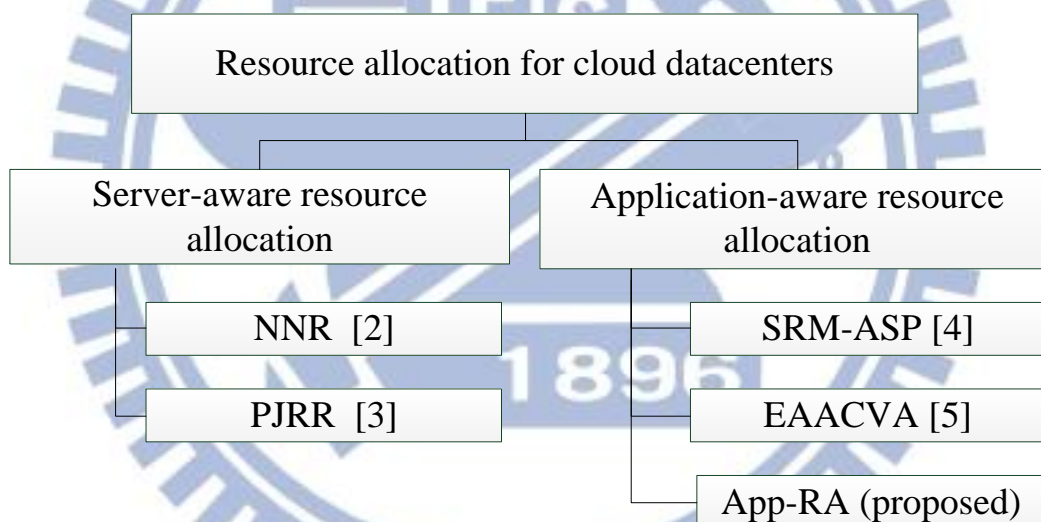 Resource allocation for cloud datacenters
Server-aware resource
allocation
Application-aware resource
allocation
NNR [2]
SRM-ASP [4]
1896
PJRR [3]
EAACVA [5]
App-RA (proposed)